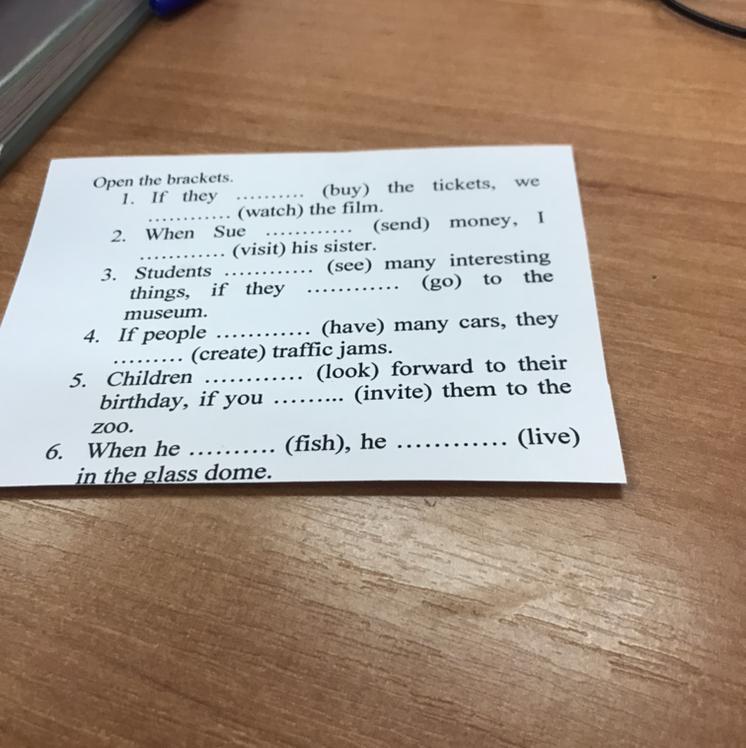 Open the brackets.
1. If they .......... (buy) the tickets, we
............ (watch) the film.
2. When Sue ............ (send) money, I
............ (visit) his sister.
3. Students ............ (see) many interesting
things, if they ............ (go) to the
museum.
4. If people ............ (have) many cars, they
......... (create) traffic jams.
5. Children ............ (look) forward to their
birthday, if you ......... (invite) them to the
zoo.
6. When he .......... (fish), he ............ (live)
in the glass dome.